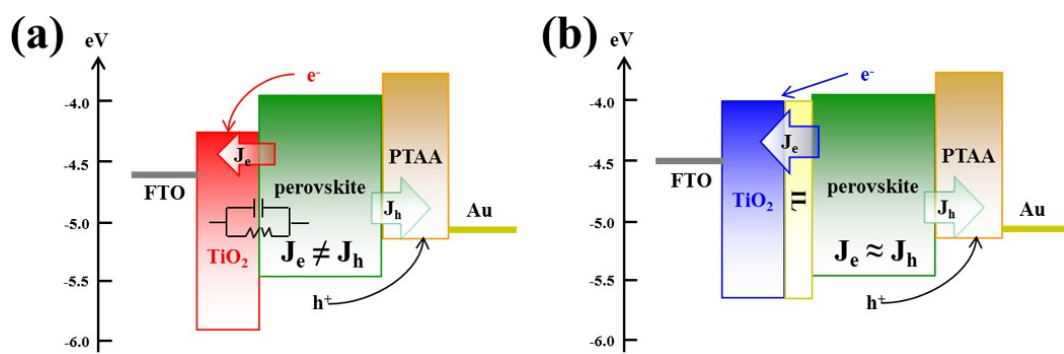 (a)
eV
e-
-4.0
-4.5
-5.0
-5.5
-6.0
FTO
Je
TiO2
perovskite
Je ≠ Jh
Jh
PTAA
Au
h+
(b)
eV
e-
-4.0
-4.5
-5.0
-5.5
-6.0
FTO
Je
TiO2
IL
perovskite
Je ≈ Jh
Jh
PTAA
Au
h+